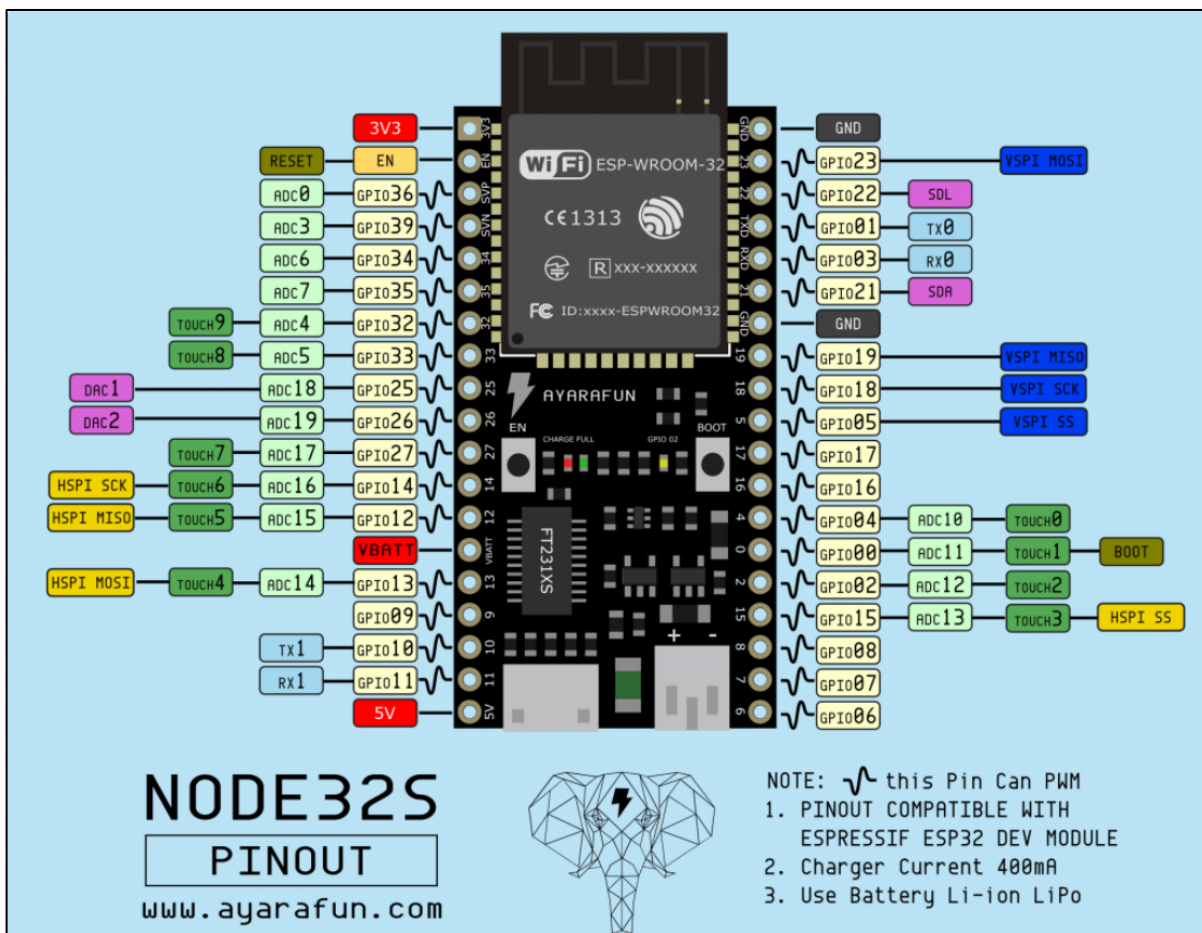 3V3 3V3 GND GND
RESET EN EN 23 GPIO23 VSPI MOSI
ADC0 GPIO36 SVP 22 GPIO22 SDL
ADC3 GPIO39 SVN TXD GPIO01 TX0
ADC6 GPIO34 34 RXD GPIO03 RX0
ADC7 GPIO35 35 21 GPIO21 SDA
TOUCH9 ADC4 GPIO32 32 GND GND
TOUCH8 ADC5 GPIO33 33 19 GPIO19 VSPI MISO
DAC1 ADC18 GPIO25 25 18 GPIO18 VSPI SCK
DAC2 ADC19 GPIO26 26 5 GPIO05 VSPI SS
TOUCH7 ADC17 GPIO27 27 17 GPIO17
HSPI SCK TOUCH6 ADC16 GPIO14 14 16 GPIO16
HSPI MISO TOUCH5 ADC15 GPIO12 12 4 GPIO04 ADC10 TOUCH0
VBATT VBATT 0 GPIO00 ADC11 TOUCH1 BOOT
HSPI MOSI TOUCH4 ADC14 GPIO13 13 2 GPIO02 ADC12 TOUCH2
GPIO09 9 15 GPIO15 ADC13 TOUCH3 HSPI SS
TX1 GPIO10 10 8 GPIO08
RX1 GPIO11 11 7 GPIO07
5V 5V 6 GPIO06
WiFi ESP-WROOM-32
CE1313
R xxx-xxxxxx
FC ID:xxxx-ESPWROOM32
AYARAFUN
EN BOOT
CHARGE FULL GPIO 02
FT231XS
+ -
NODE32S
PINOUT
www.ayarafun.com
NOTE: this Pin Can PWM
1. PINOUT COMPATIBLE WITH
ESPRESSIF ESP32 DEV MODULE
2. Charger Current 400mA
3. Use Battery Li-ion LiPo